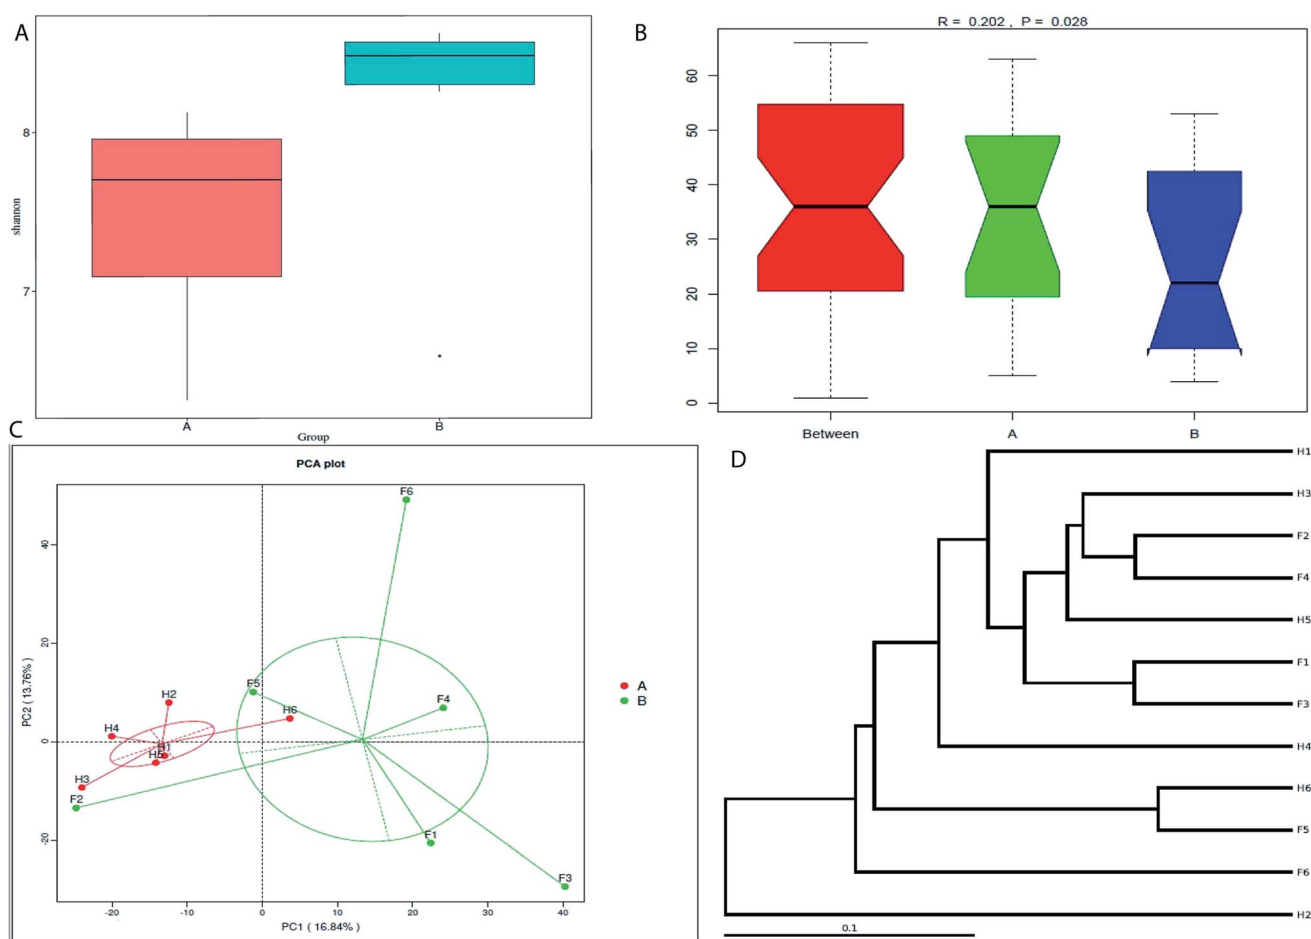 A
shannon
8
7
A
B
Group
B
R = 0.202 , P = 0.028
60
50
40
30
20
10
0
Between
A
B
C
PCA plot
PC2 ( 13.76% )
40
20
0
-20
F6
F5
F4
H2
H6
H4
H1
H5
H3
F2
F1
F3
A
B
-20
-10
0
10
20
30
40
PC1 ( 16.84% )
D
H1
H3
F2
F4
H5
F1
F3
H4
H6
F5
F6
H2
0.1